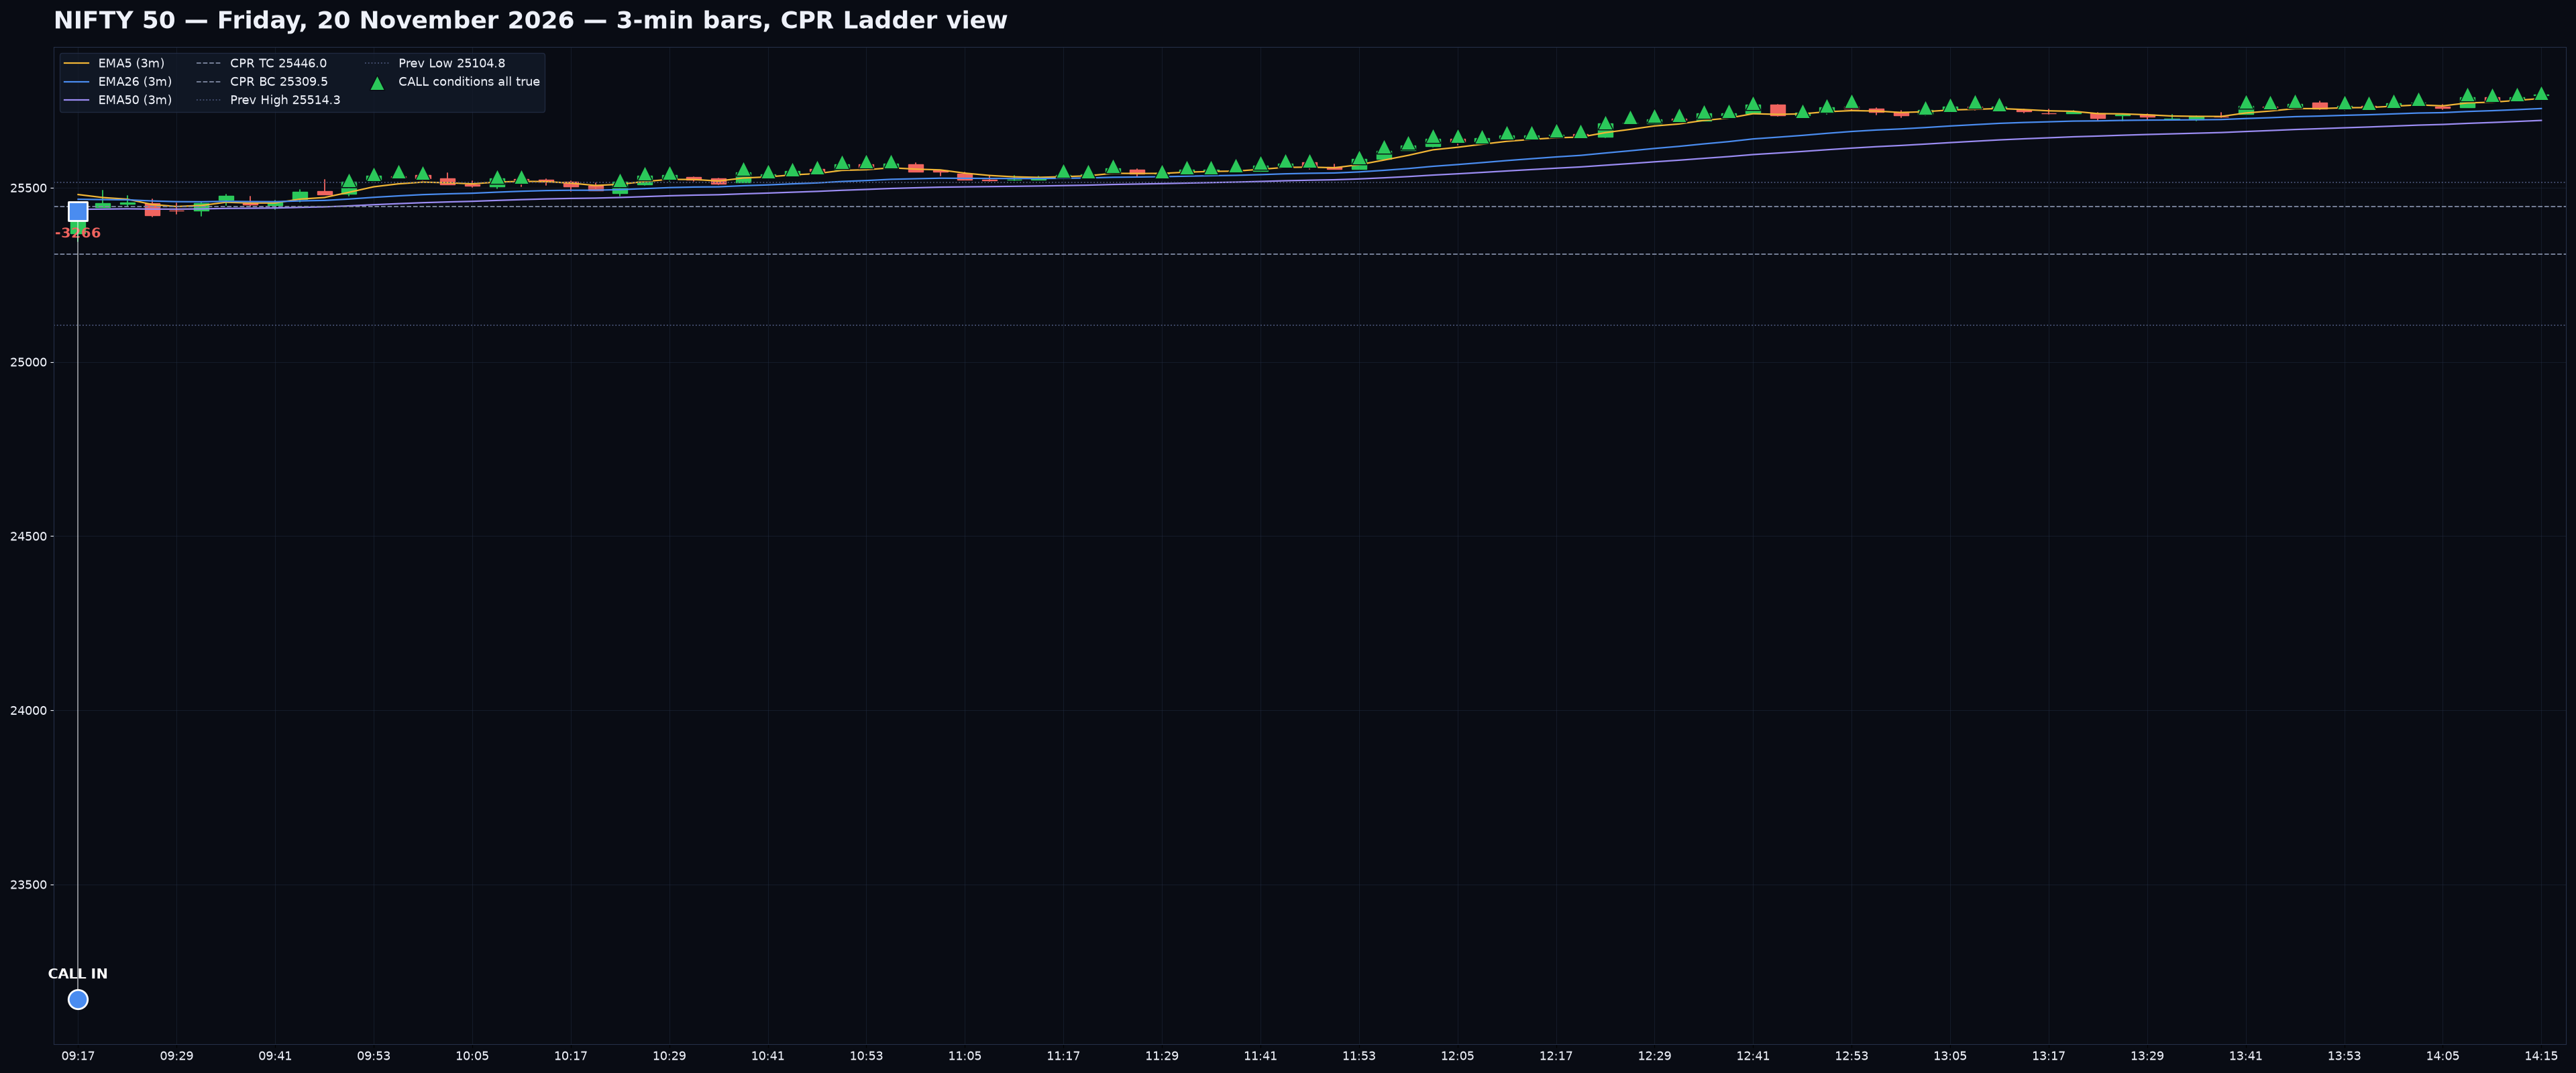 NIFTY 50 — Friday, 20 November 2026 — 3-min bars, CPR Ladder view
EMA5 (3m)
EMA26 (3m)
EMA50 (3m)
CPR TC 25446.0
CPR BC 25309.5
Prev High 25514.3
Prev Low 25104.8
CALL conditions all true
25500
25000
24500
24000
23500
-3266
CALL IN
09:17 09:29 09:41 09:53 10:05 10:17 10:29 10:41 10:53 11:05 11:17 11:29 11:41 11:53 12:05 12:17 12:29 12:41 12:53 13:05 13:17 13:29 13:41 13:53 14:05 14:15